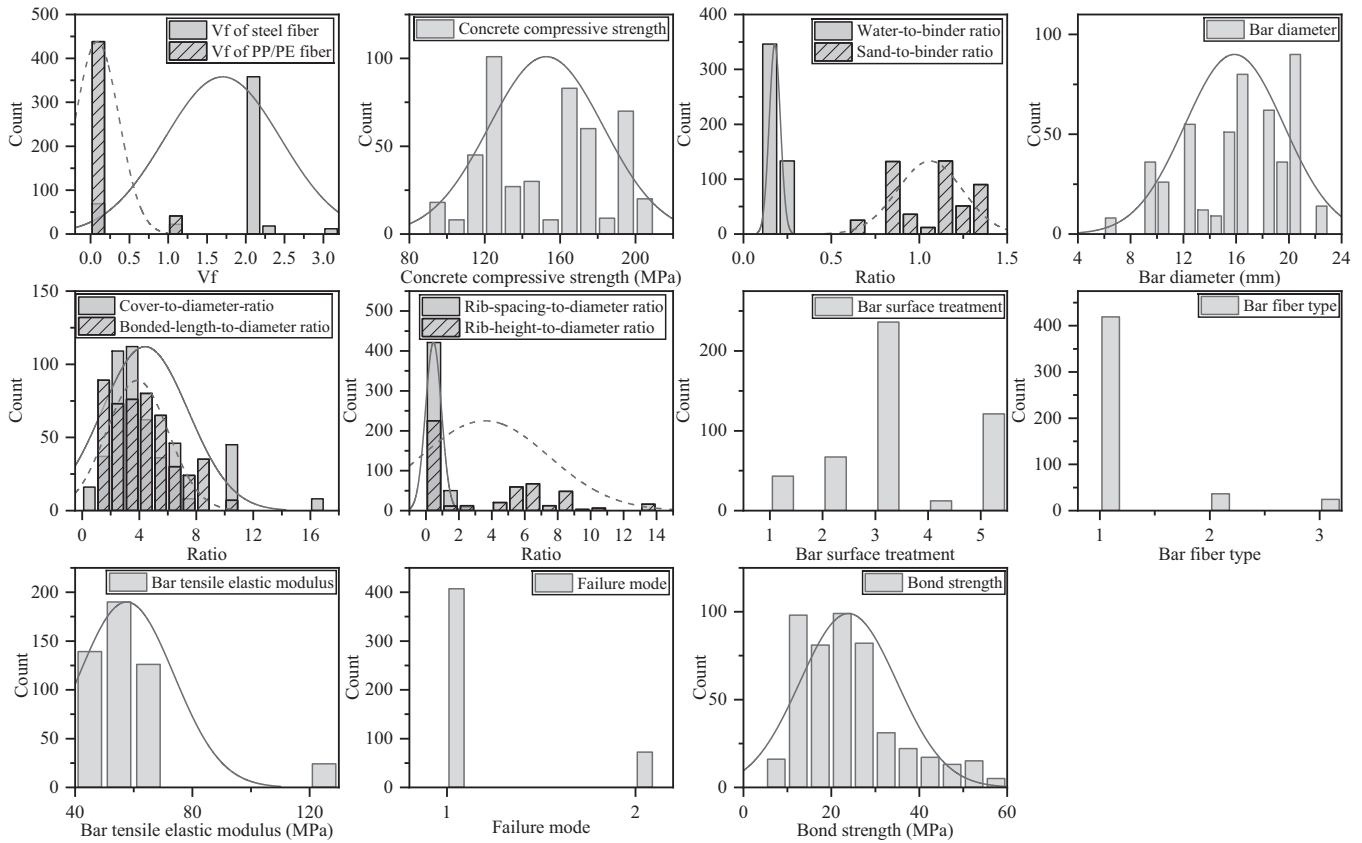 Vf of steel fiber
Vf of PP/PE fiber
500
400
300
200
100
0
Count
0.0 0.5 1.0 1.5 2.0 2.5 3.0
Vf
Concrete compressive strength
100
50
0
Count
80 120 160 200
Concrete compressive strength (MPa)
Water-to-binder ratio
Sand-to-binder ratio
400
300
200
100
0
Count
0.0 0.5 1.0 1.5
Ratio
Bar diameter
100
50
0
Count
4 8 12 16 20 24
Bar diameter (mm)
Cover-to-diameter-ratio
Bonded-length-to-diameter ratio
150
100
50
0
Count
0 4 8 12 16
Ratio
Rib-spacing-to-diameter ratio
Rib-height-to-diameter ratio
500
400
300
200
100
0
Count
0 2 4 6 8 10 12 14
Ratio
Bar surface treatment
200
100
0
Count
1 2 3 4 5
Bar surface treatment
Bar fiber type
400
300
200
100
0
Count
1 2 3
Bar fiber type
Bar tensile elastic modulus
200
150
100
50
0
Count
40 80 120
Bar tensile elastic modulus (MPa)
Failure mode
400
300
200
100
0
Count
1 2
Failure mode
Bond strength
100
50
0
Count
0 20 40 60
Bond strength (MPa)